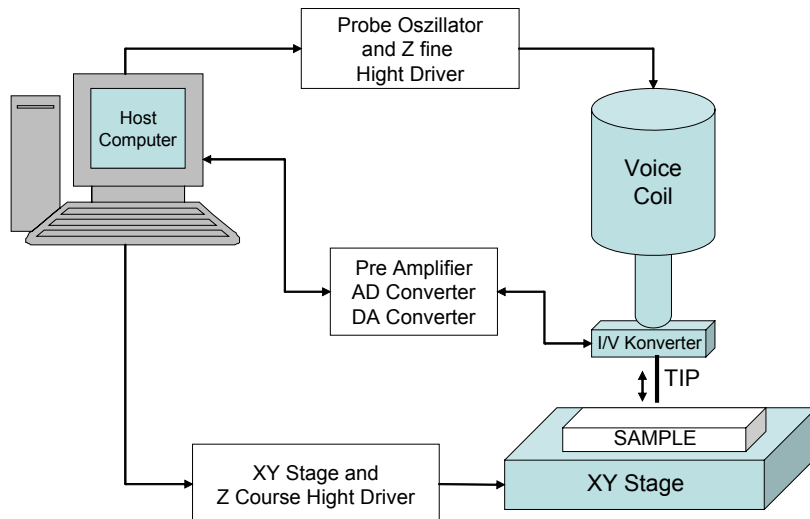 Probe Oszillator
and Z fine
Hight Driver
Host
Computer
Voice
Coil
Pre Amplifier
AD Converter
DA Converter
I/V Konverter
TIP
SAMPLE
XY Stage
XY Stage and
Z Course Hight Driver